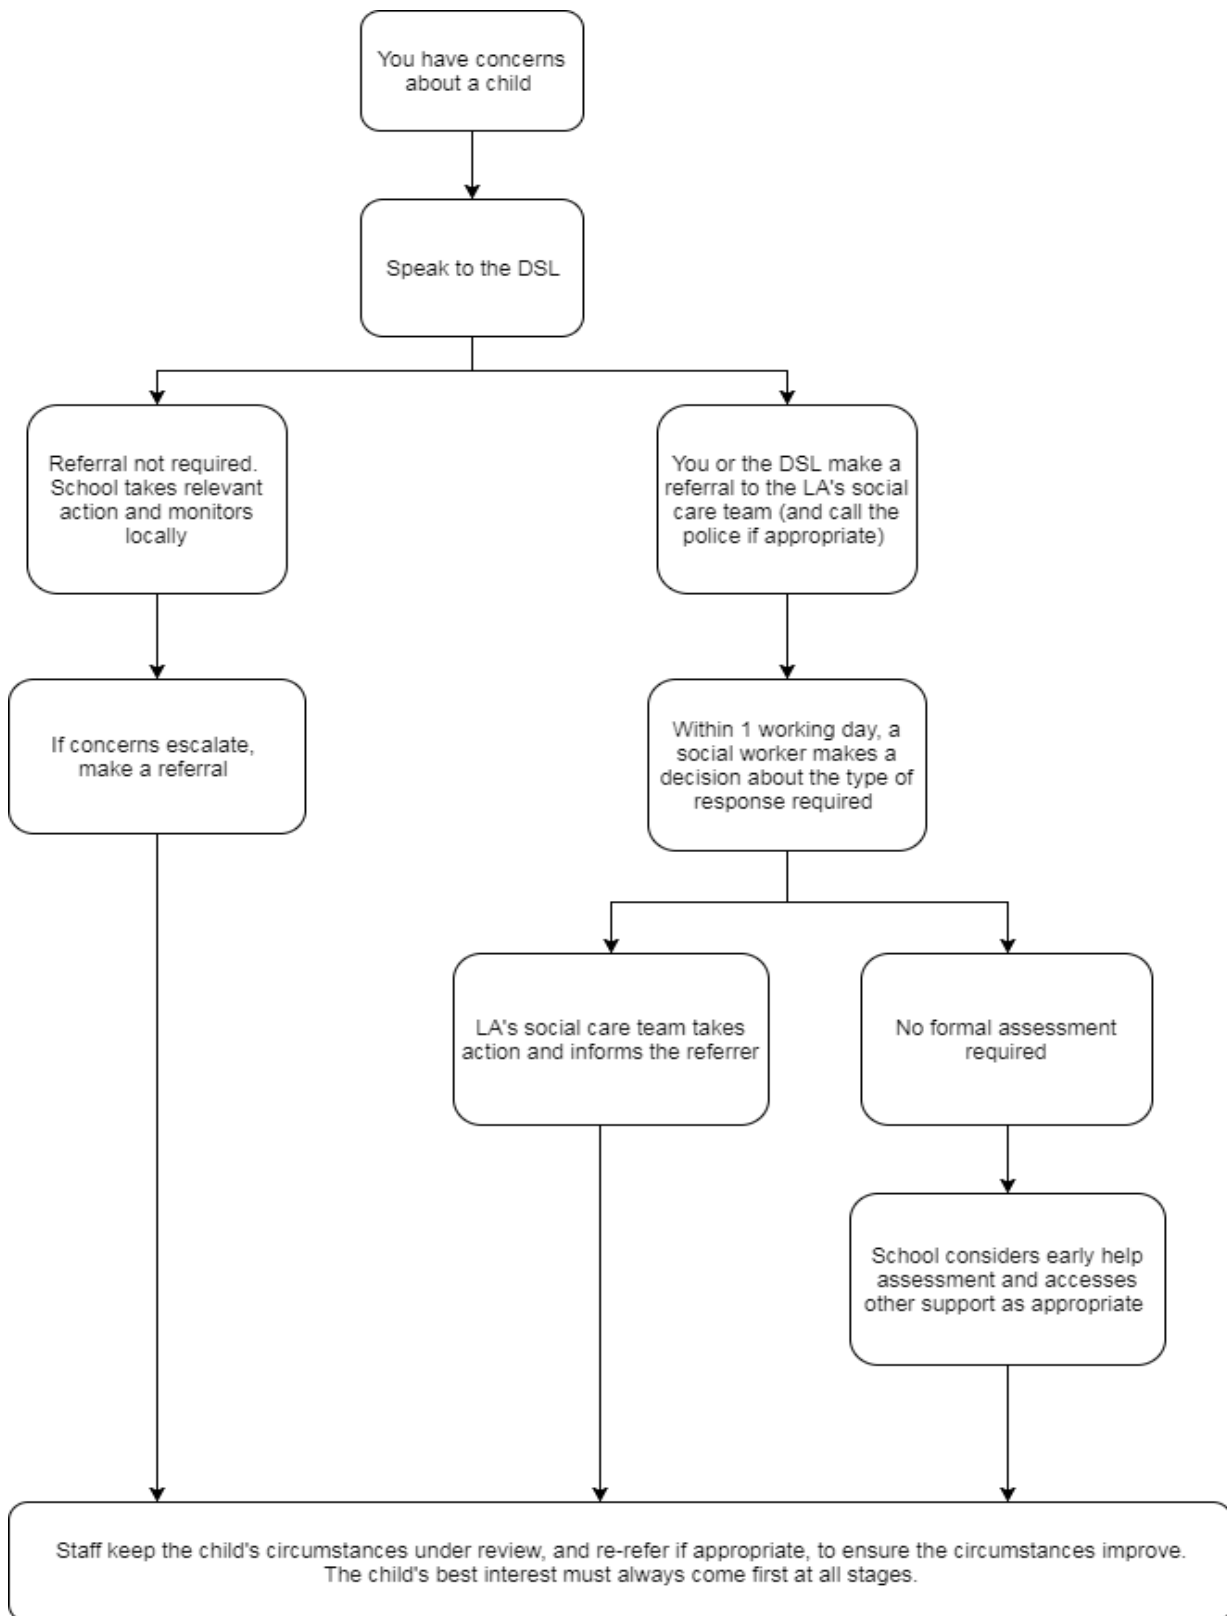 You have concerns
about a child
Speak to the DSL
Referral not required.
School takes relevant
action and monitors
locally
You or the DSL make a
referral to the LA's social
care team (and call the
police if appropriate)
If concerns escalate,
make a referral
Within 1 working day, a
social worker makes a
decision about the type of
response required
LA's social care team takes
action and informs the referrer
No formal assessment
required
School considers early help
assessment and accesses
other support as appropriate
Staff keep the child's circumstances under review, and re-refer if appropriate, to ensure the circumstances improve.
The child's best interest must always come first at all stages.